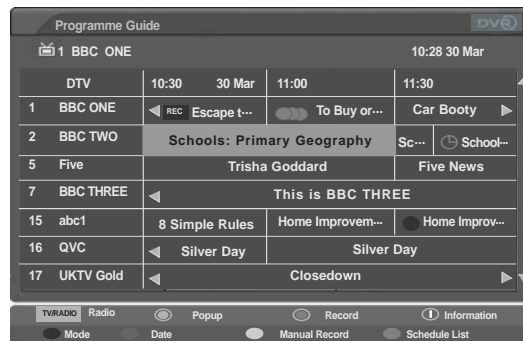 Programme Guide DVR
1 BBC ONE 10:28 30 Mar
DTV 10:30 30 Mar 11:00 11:30
1 BBC ONE REC Escape t··· To Buy or··· Car Booty
2 BBC TWO Schools: Primary Geography Sc··· School···
5 Five Trisha Goddard Five News
7 BBC THREE This is BBC THREE
15 abc1 8 Simple Rules Home Improvem··· Home Improv···
16 QVC Silver Day Silver Day
17 UKTV Gold Closedown
TV/RADIO Radio Popup Record Information
Mode Date Manual Record Schedule List